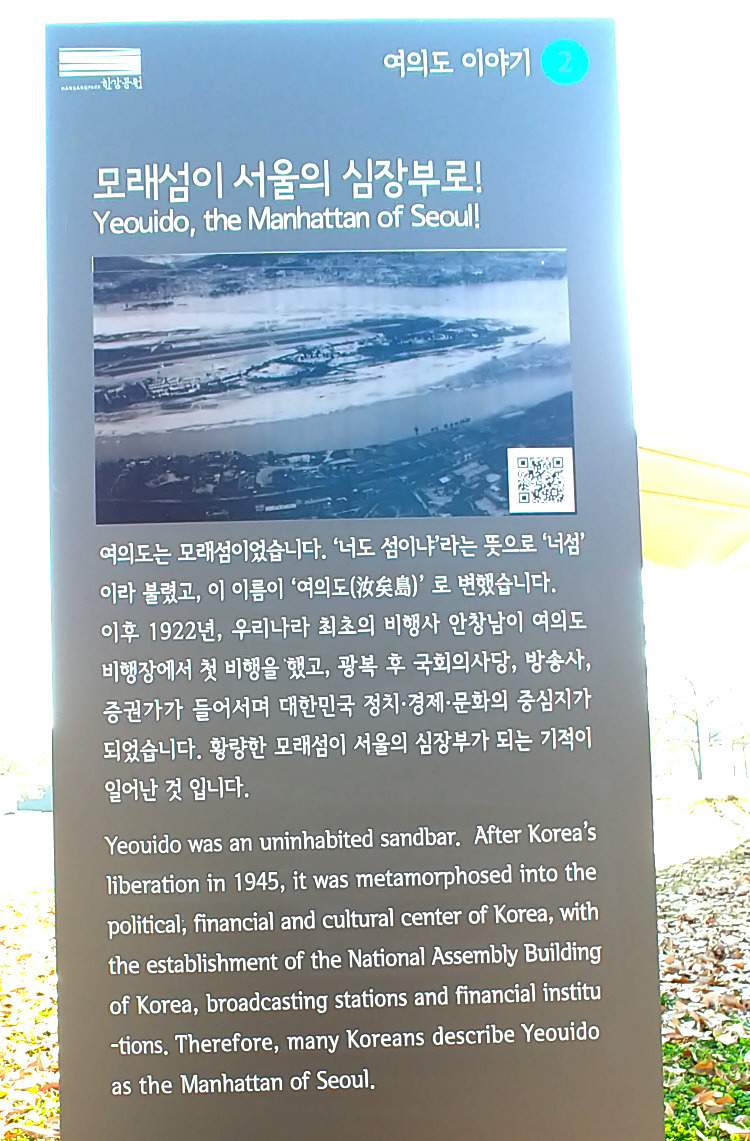 HANGANG PARK 한강공원
여의도 이야기 2
모래섬이 서울의 심장부로!
Yeouido, the Manhattan of Seoul!
여의도는 모래섬이었습니다. ‘너도 섬이냐’라는 뜻으로 ‘너섬’
이라 불렸고, 이 이름이 ‘여의도(汝矣島)’ 로 변했습니다.
이후 1922년, 우리나라 최초의 비행사 안창남이 여의도
비행장에서 첫 비행을 했고, 광복 후 국회의사당, 방송사,
증권가가 들어서며 대한민국 정치·경제·문화의 중심지가
되었습니다. 황량한 모래섬이 서울의 심장부가 되는 기적이
일어난 것 입니다.
Yeouido was an uninhabited sandbar. After Korea’s
liberation in 1945, it was metamorphosed into the
political, financial and cultural center of Korea, with
the establishment of the National Assembly Building
of Korea, broadcasting stations and financial institu
-tions. Therefore, many Koreans describe Yeouido
as the Manhattan of Seoul.